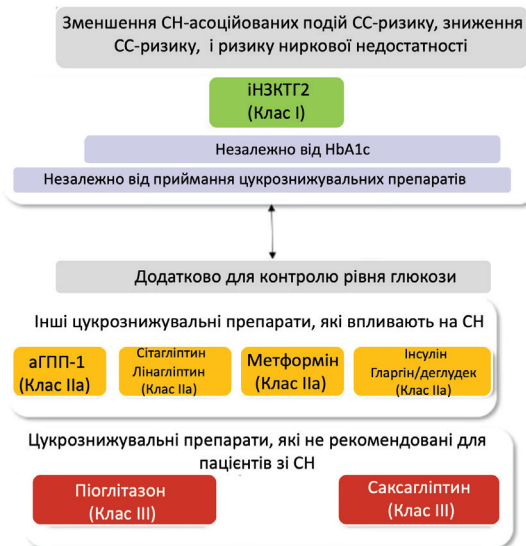 Зменшення СН-асоційованих подій СС-ризику, зниження
СС-ризику, і ризику ниркової недостатності
іНЗКТГ2
(Клас I)
Незалежно від HbA1c
Незалежно від приймання цукрознижувальних препаратів
Додатково для контролю рівня глюкози
Інші цукрознижувальні препарати, які впливають на СН
аГПП-1
(Клас IIa)
Сітагліптин
Лінагліптин
(Клас IIa)
Метформін
(Клас IIa)
Інсулін
Гларгін/деглудек
(Клас IIa)
Цукрознижувальні препарати, які не рекомендовані для
пацієнтів зі СН
Піоглітазон
(Клас III)
Саксагліптин
(Клас III)